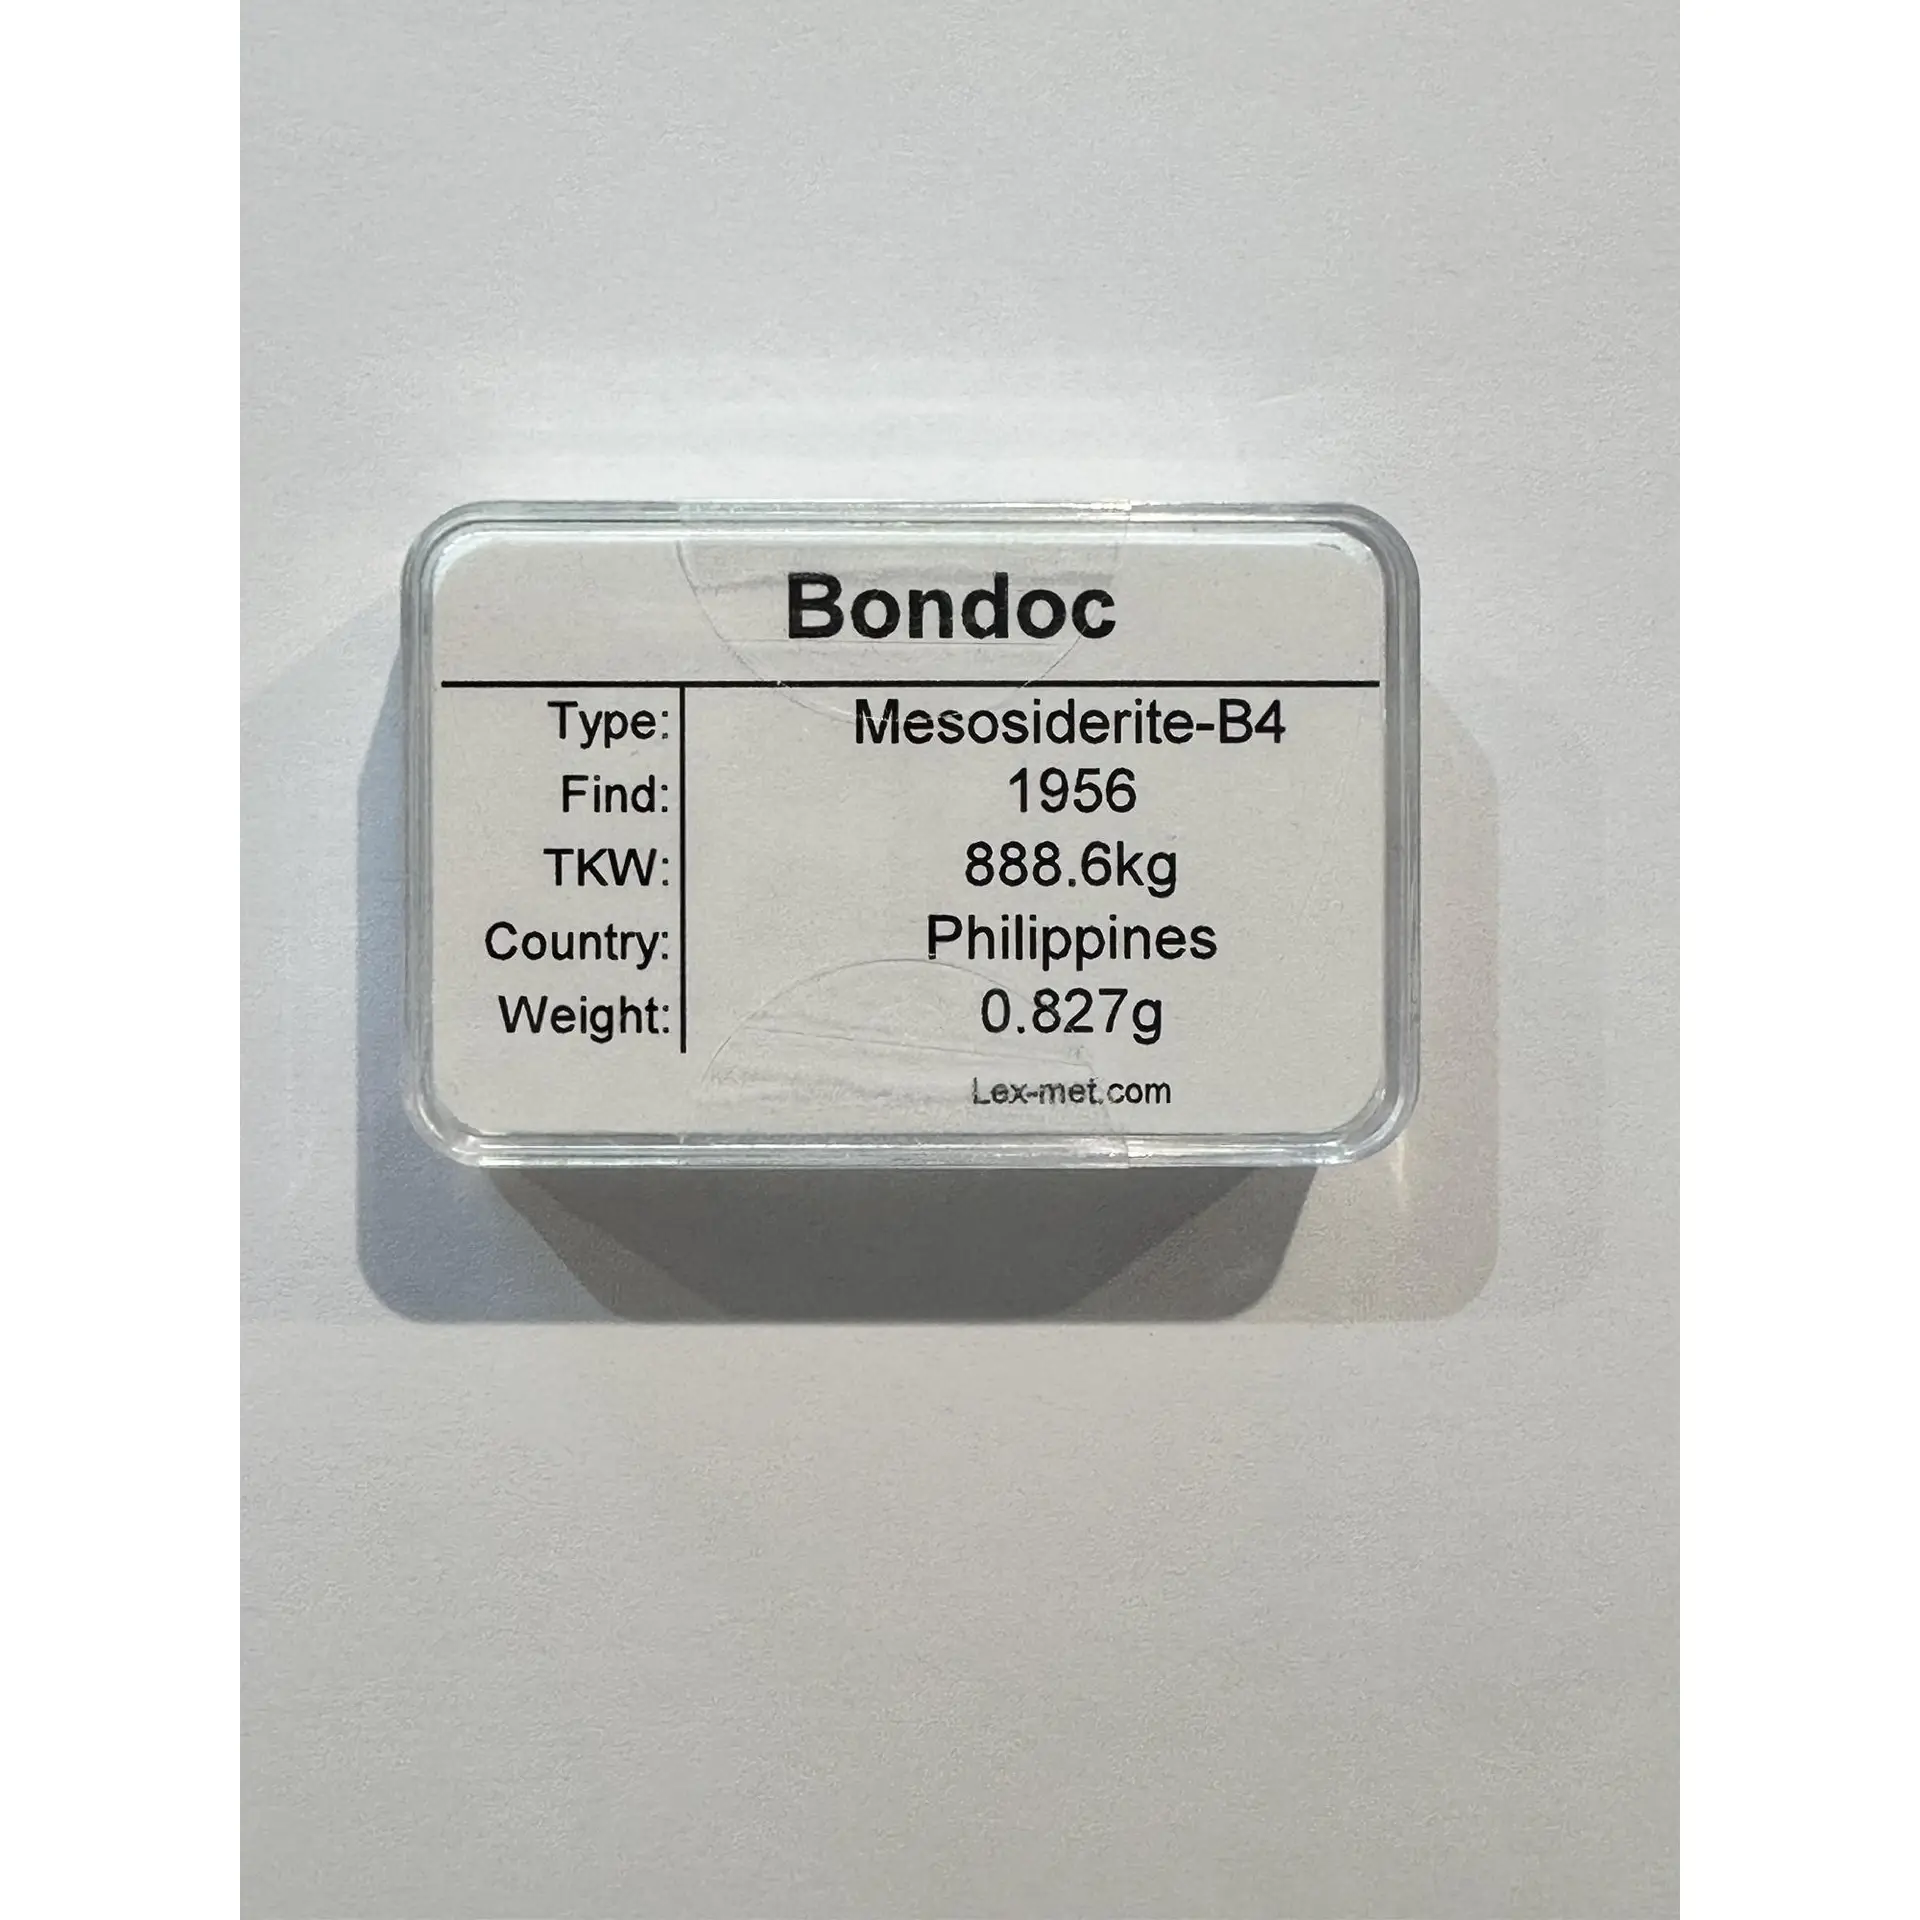 Bondoc
Type: Mesosiderite-B4
Find: 1956
TKW: 888.6kg
Country: Philippines
Weight: 0.827g
Lex-met.com